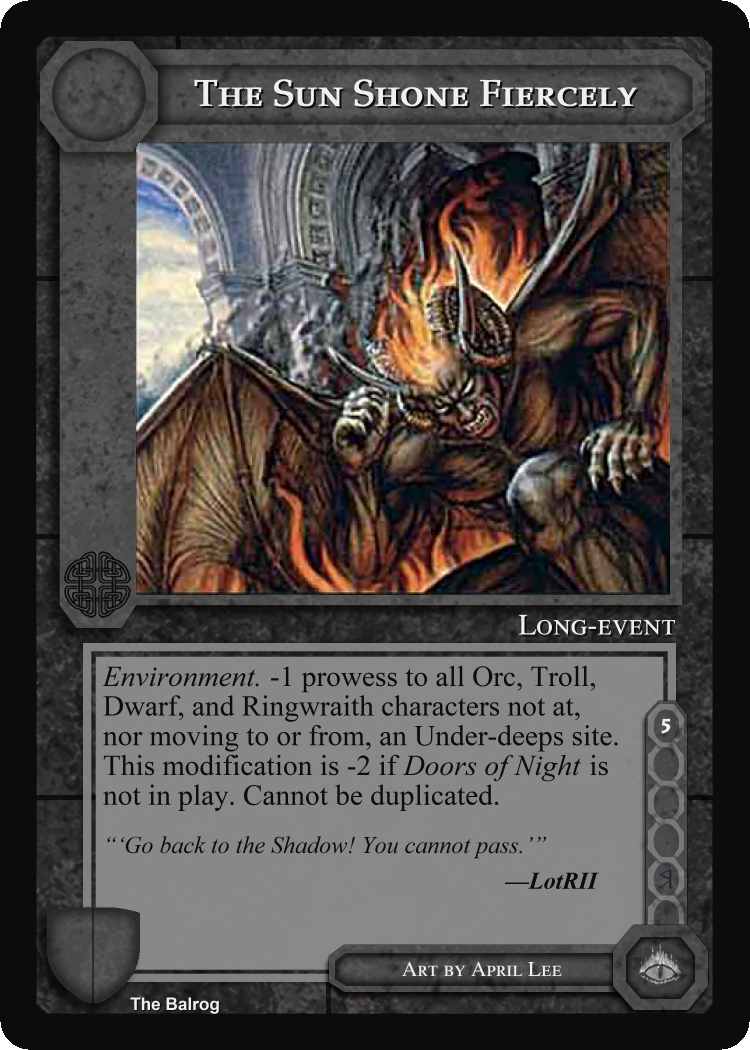 The Sun Shone Fiercely
Long-event
Environment. -1 prowess to all Orc, Troll,
Dwarf, and Ringwraith characters not at,
nor moving to or from, an Under-deeps site.
This modification is -2 if Doors of Night is
not in play. Cannot be duplicated.
5
“‘Go back to the Shadow! You cannot pass.’”
—LotRII
Art by April Lee
The Balrog